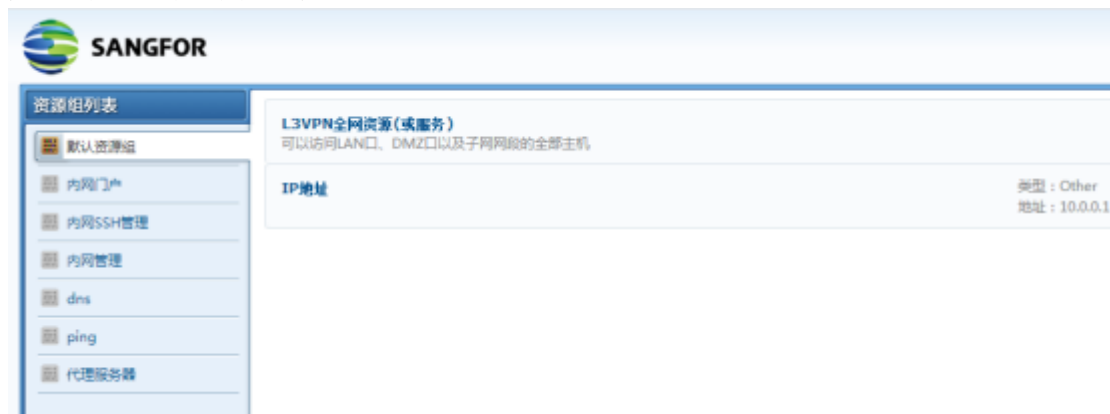 SANGFOR
资源组列表
默认资源组
内网门户
内网SSH管理
内网管理
dns
ping
代理服务器
L3VPN全网资源(或服务)
可以访问LAN口、DMZ口以及子网网段的全部主机
IP地址
类型：Other
地址：10.0.0.1